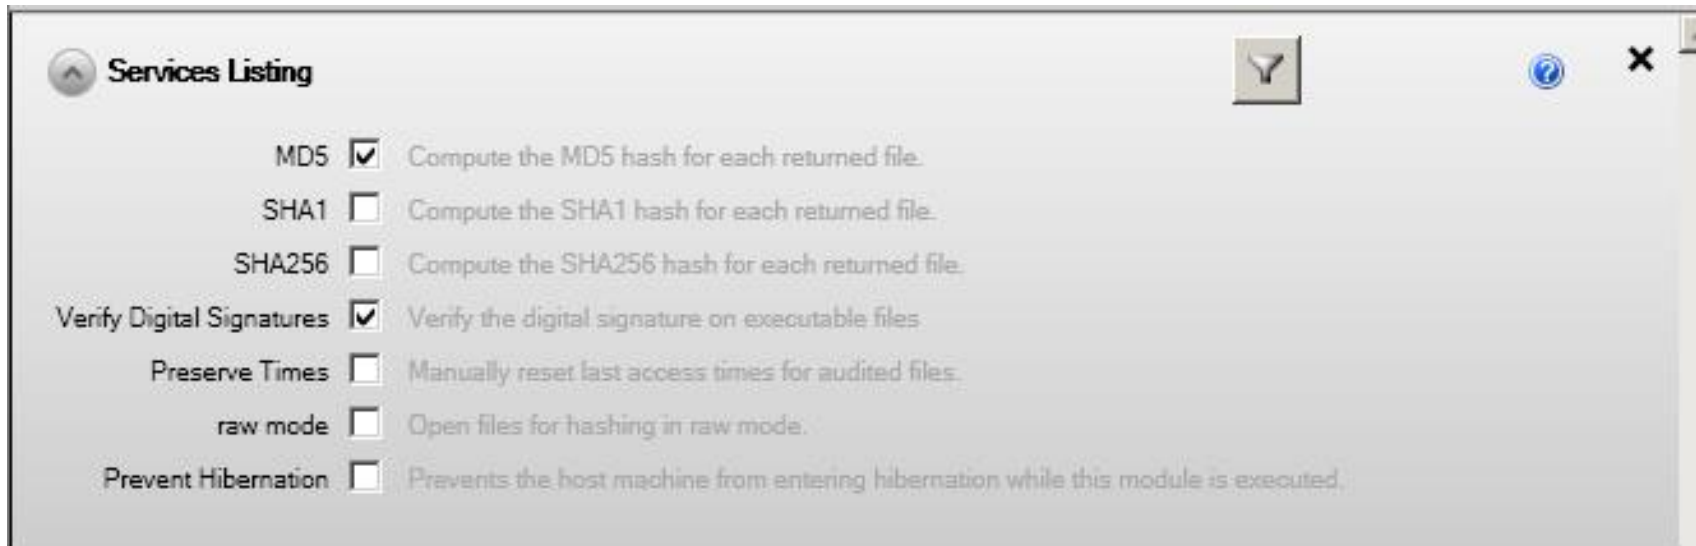 Services Listing
MD5 Compute the MD5 hash for each returned file.
SHA1 Compute the SHA1 hash for each returned file.
SHA256 Compute the SHA256 hash for each returned file.
Verify Digital Signatures Verify the digital signature on executable files
Preserve Times Manually reset last access times for audited files.
raw mode Open files for hashing in raw mode.
Prevent Hibernation Prevents the host machine from entering hibernation while this module is executed.